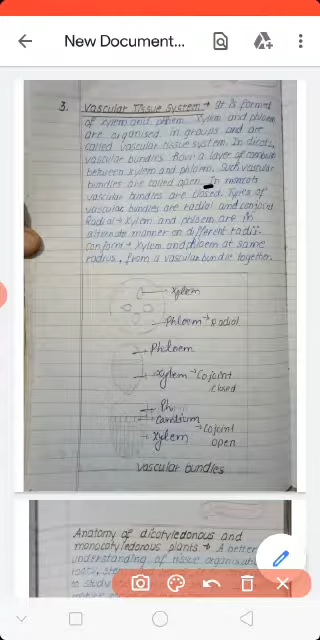 New Document...
3. Vascular Tissue System → It is formed
of xylem and phloem. Xylem and phloem
are organised in groups and are
called vascular tissue system. In dicots,
vascular bundles have a layer of cambium
between xylem and phloem. Such vascular
bundles are called open. In monocots
vascular bundles are closed. Types of
vascular bundles are radial and conjoint
Radial → Xylem and phloem are in
alternate manner on different radii.
Conjoint → Xylem and phloem at same
radius, from a vascular bundle together.
Xylem
Phloem → Radial
Phloem
Xylem → Cojoint
closed
Cambium
Xylem → Cojoint
open
Vascular bundles
Anatomy of dicotyledonous and
monocotyledonous plants → A better
understanding of tissue
to study